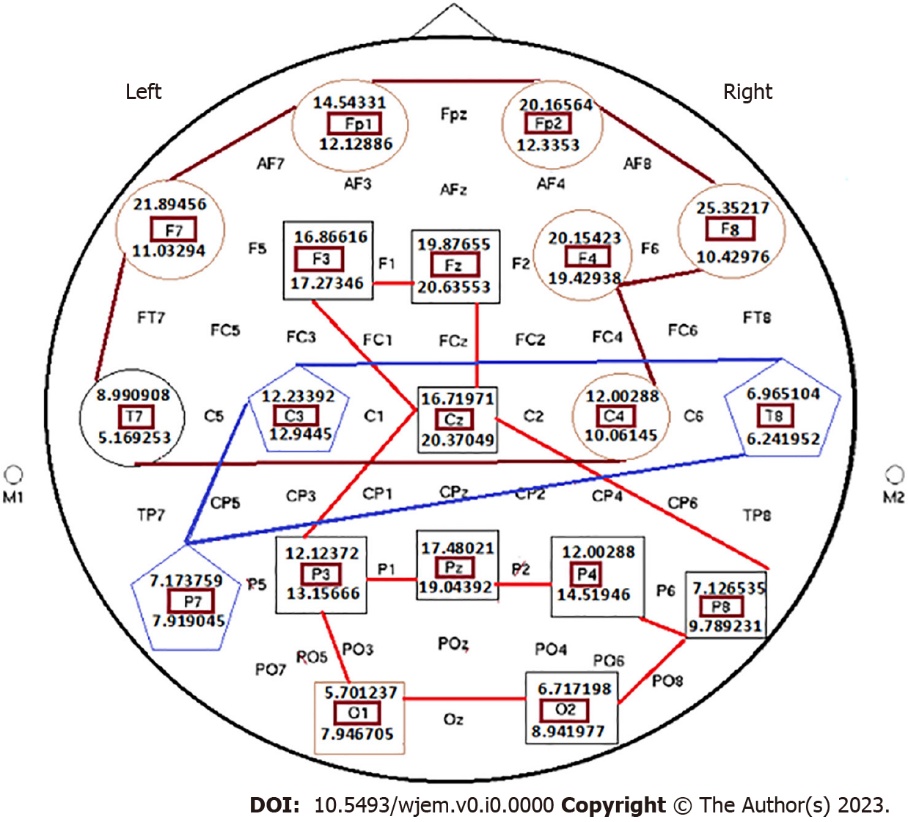 Left
Right
14.54331
Fp1
12.12886
Fpz
20.16564
Fp2
12.3353
AF7
AF3
AFz
AF4
AF8
21.89456
F7
11.03294
F5
16.86616
F3
17.27346
F1
19.87655
Fz
20.63553
F2
20.15423
F4
19.42938
F6
25.35217
F8
10.42976
FT7
FC5
FC3
FC1
FCz
FC2
FC4
FC6
FT8
8.990908
T7
5.169253
C5
12.23392
C3
12.9445
C1
16.71971
Cz
20.37049
C2
12.00288
C4
10.06145
C6
6.965104
T8
6.241952
M1
M2
TP7
CP5
CP3
CP1
CPz
CP2
CP4
CP6
TP8
7.173759
P7
7.919045
P5
12.12372
P3
13.15666
P1
17.48021
Pz
19.04392
P2
12.00288
P4
14.51946
P6
7.126535
P8
9.789231
PO7
PO5
PO3
POz
PO4
PO6
PO8
5.701237
O1
7.946705
Oz
6.717198
O2
8.941977
DOI: 10.5493/wjem.v0.i0.0000 Copyright © The Author(s) 2023.